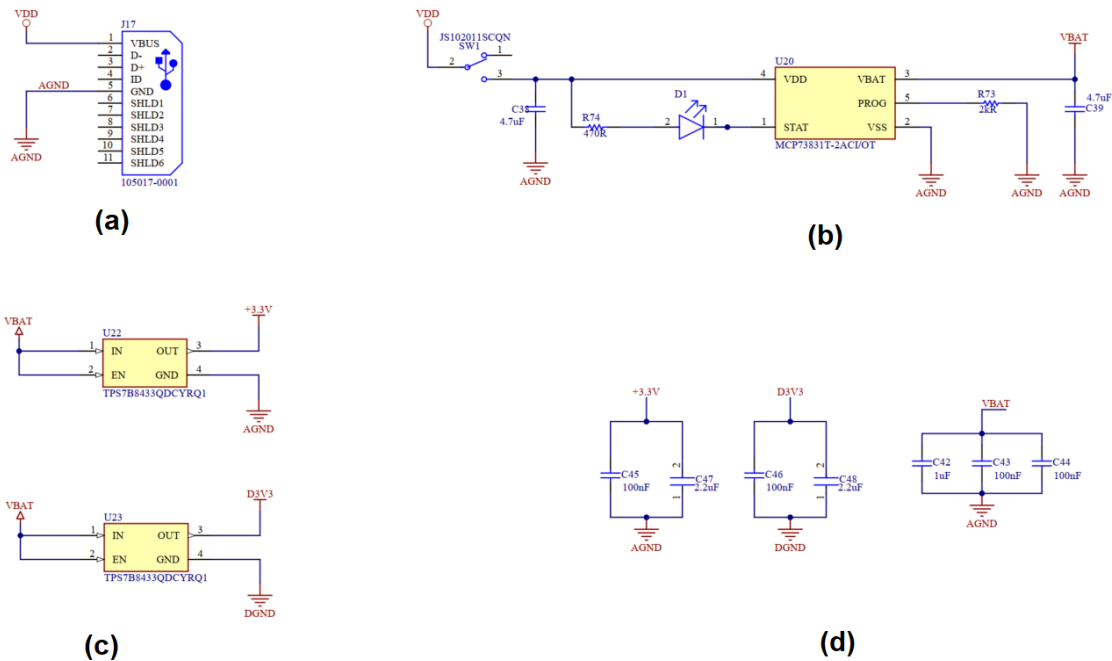 VDD
J17
1 VBUS
2 D-
3 D+
4 ID
AGND 5 GND
6 SHLD1
7 SHLD2
8 SHLD3
9 SHLD4
10 SHLD5
11 SHLD6
AGND
105017-0001
(a)
VDD
JS102011SCQN
SW1
1
2
3
C38
4.7uF
AGND
R74
470R
D1
2
1
U20
4 VDD VBAT 3
PROG 5
1 STAT VSS 2
MCP73831T-2ACI/OT
R73
2kR
VBAT
4.7uF
C39
AGND
AGND
AGND
(b)
VBAT
U22
+3.3V
1 IN OUT 3
2 EN GND 4
TPS7B8433QDCYRQ1
AGND
VBAT
U23
D3V3
1 IN OUT 3
2 EN GND 4
TPS7B8433QDCYRQ1
DGND
(c)
+3.3V
C45
100nF
2
C47
2.2uF
1
AGND
D3V3
C46
100nF
2
C48
2.2uF
1
DGND
VBAT
C42
1uF
C43
100nF
C44
100nF
AGND
(d)